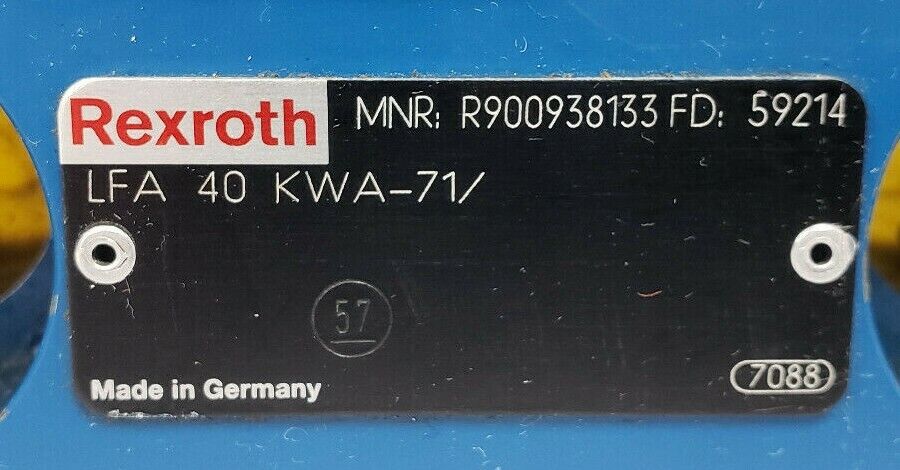 Rexroth MNR: R900938133 FD: 59214
LFA 40 KWA-71/
57
Made in Germany
7088